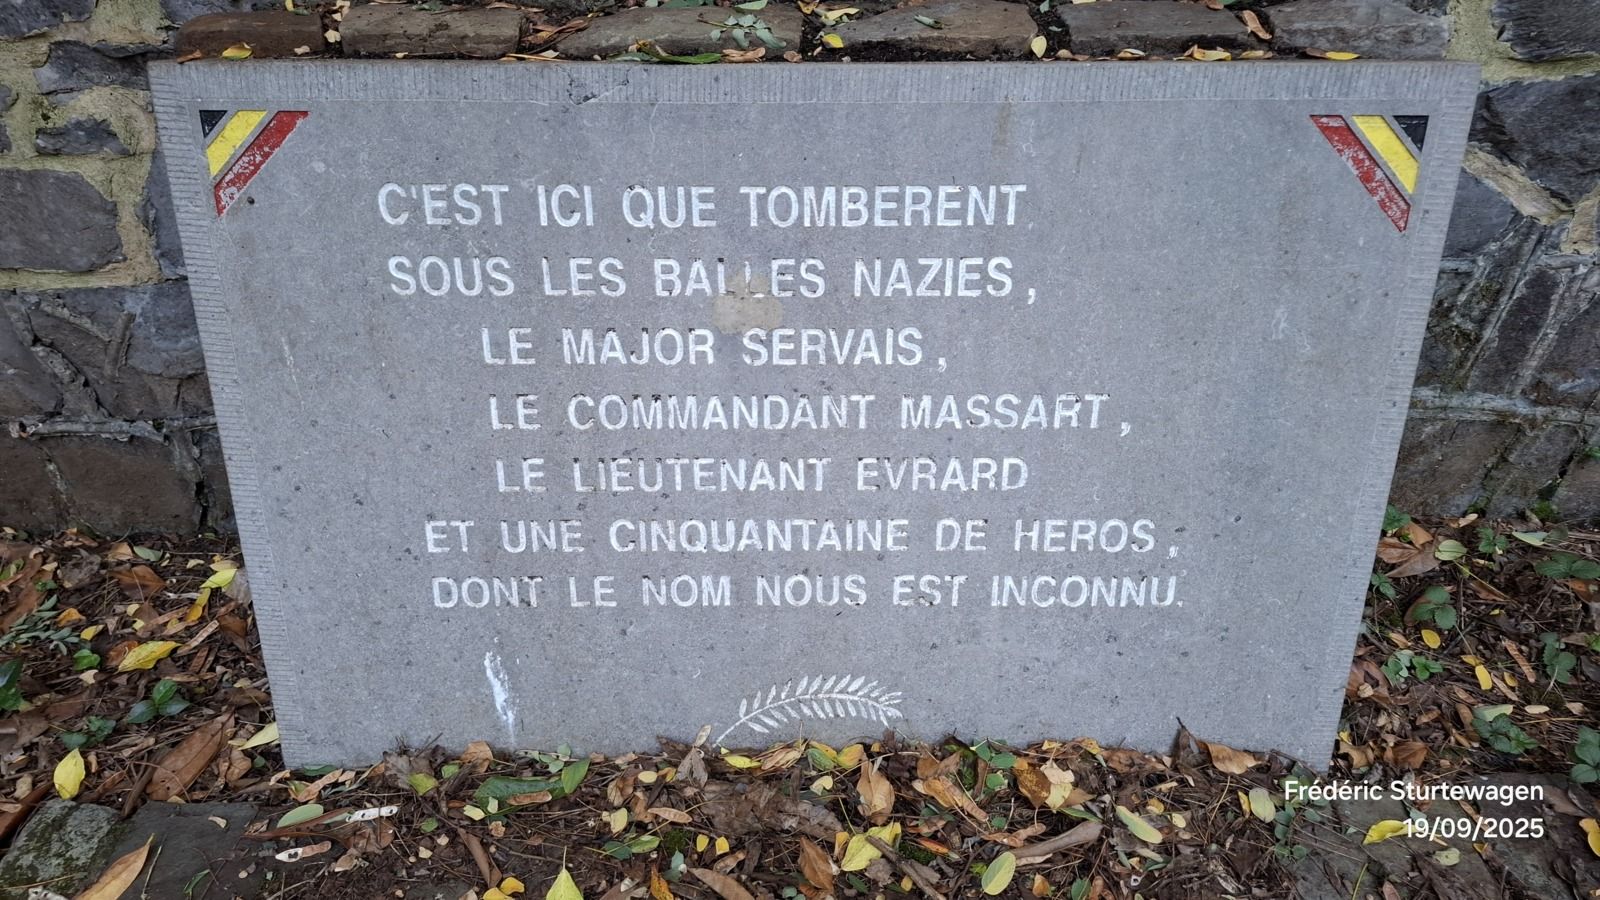 C'EST ICI QUE TOMBERENT
SOUS LES BALLES NAZIES,
LE MAJOR SERVAIS,
LE COMMANDANT MASSART,
LE LIEUTENANT EVRARD
ET UNE CINQUANTAINE DE HEROS,
DONT LE NOM NOUS EST INCONNU.
Frédéric Sturtewagen
19/09/2025